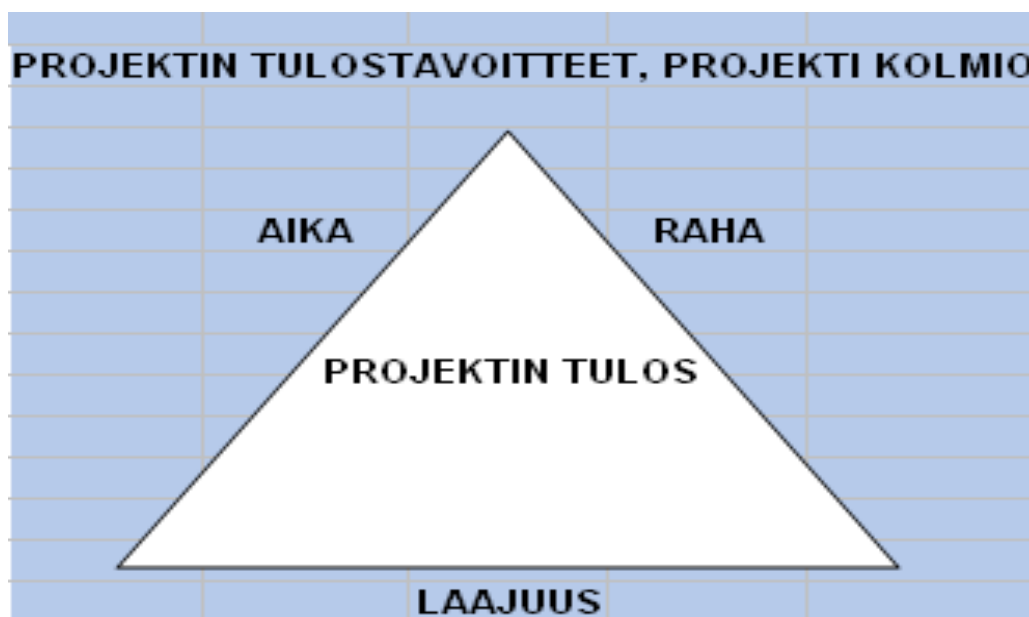 PROJEKTIN TULOSTAVOITTEET, PROJEKTI KOLMIO
AIKA
RAHA
PROJEKTIN TULOS
LAAJUUS